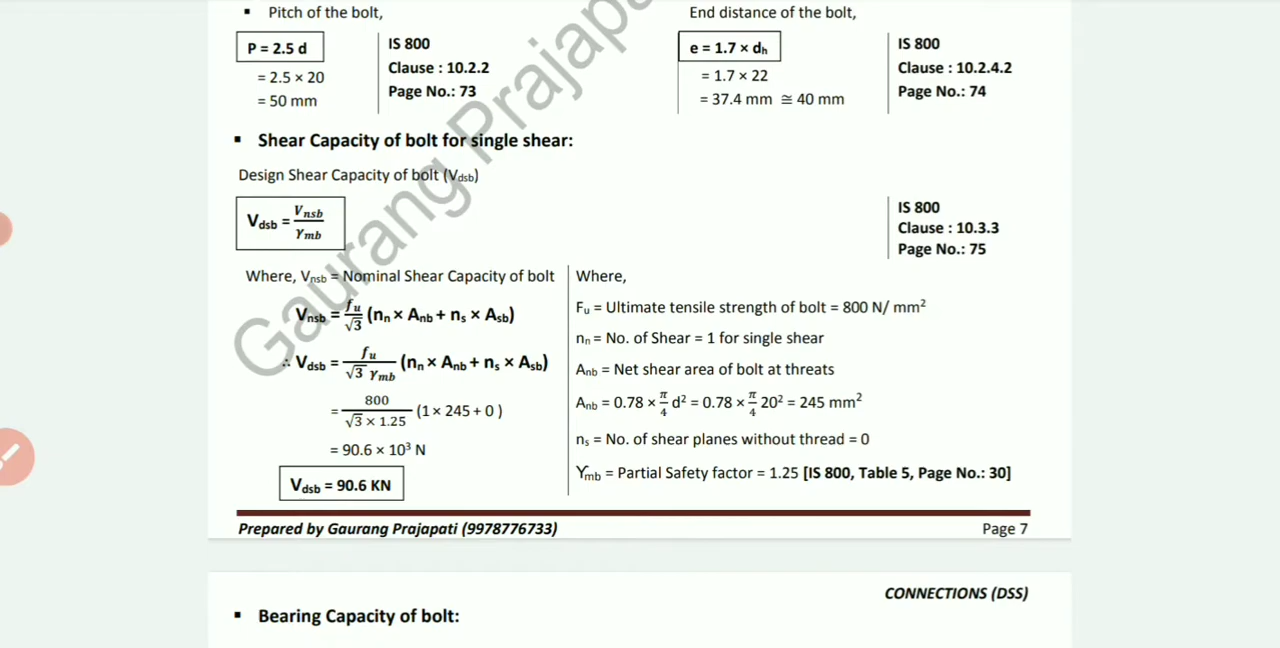 ▪ Pitch of the bolt,
P = 2.5 d
= 2.5 × 20
= 50 mm
IS 800
Clause : 10.2.2
Page No.: 73
End distance of the bolt,
e = 1.7 × dₕ
= 1.7 × 22
= 37.4 mm ≅ 40 mm
IS 800
Clause : 10.2.4.2
Page No.: 74
▪ Shear Capacity of bolt for single shear:
Design Shear Capacity of bolt (Vdsb)
Vdsb = Vnsb / γmb
IS 800
Clause : 10.3.3
Page No.: 75
Where, Vnsb = Nominal Shear Capacity of bolt
Vnsb = fu / √3 (nn × Anb + ns × Asb)
∴ Vdsb = fu / √3 γmb (nn × Anb + ns × Asb)
= 800 / √3 × 1.25 (1 × 245 + 0 )
= 90.6 × 10³ N
Vdsb = 90.6 KN
Where,
Fu = Ultimate tensile strength of bolt = 800 N/ mm²
nn = No. of Shear = 1 for single shear
Anb = Net shear area of bolt at threats
Anb = 0.78 × π/4 d² = 0.78 × π/4 20² = 245 mm²
ns = No. of shear planes without thread = 0
ϒmb = Partial Safety factor = 1.25 [IS 800, Table 5, Page No.: 30]
Gaurang Prajap
Prepared by Gaurang Prajapati (9978776733)
Page 7
CONNECTIONS (DSS)
▪ Bearing Capacity of bolt: